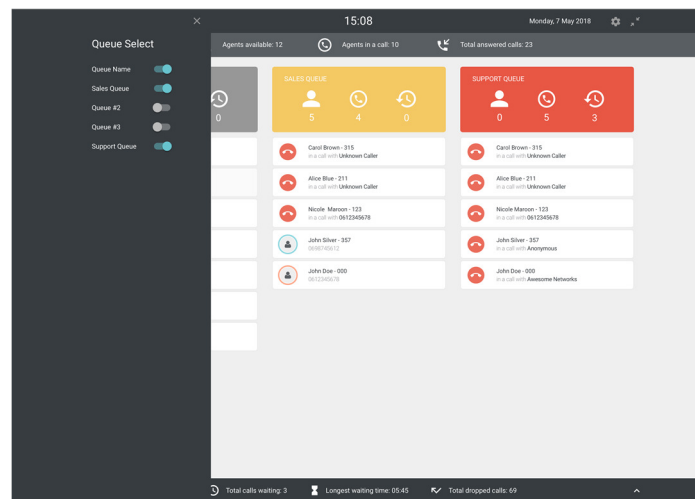 15:08
Monday, 7 May 2018
Queue Select
Queue Name
Sales Queue
Queue #2
Queue #3
Support Queue
Agents available: 12
Agents in a call: 10
Total answered calls: 23
0
SALES QUEUE
5 4 0
Carol Brown - 315
in a call with Unknown Caller
Alice Blue - 211
in a call with Unknown Caller
Nicole Maroon - 123
in a call with 0612345678
John Silver - 357
0698745612
John Doe - 000
0612345678
SUPPORT QUEUE
0 5 3
Carol Brown - 315
in a call with Unknown Caller
Alice Blue - 211
in a call with Unknown Caller
Nicole Maroon - 123
in a call with 0612345678
John Silver - 357
in a call with Anonymous
John Doe - 000
in a call with Awesome Networks
Total calls waiting: 3
Longest waiting time: 05:45
Total dropped calls: 69